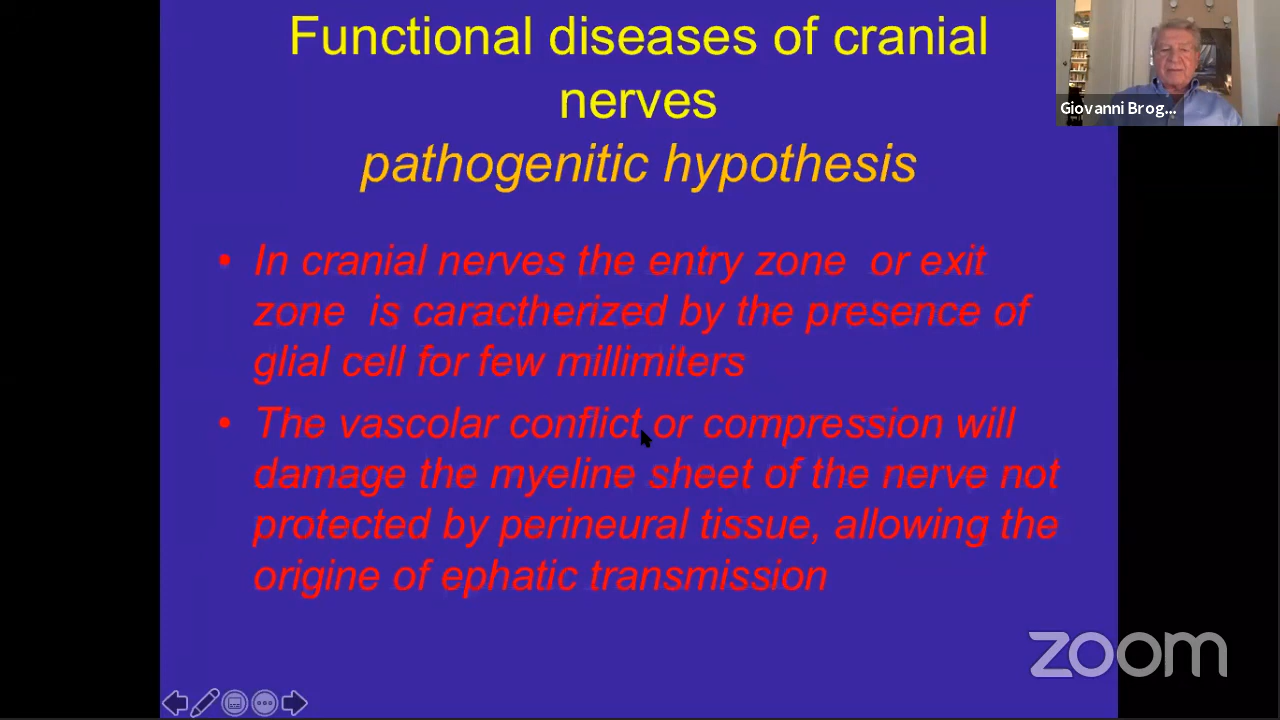 Functional diseases of cranial
nerves
pathogenitic hypothesis
Giovanni Brog...
• In cranial nerves the entry zone or exit
zone is caractherized by the presence of
glial cell for few millimiters
• The vascolar conflict or compression will
damage the myeline sheet of the nerve not
protected by perineural tissue, allowing the
origine of ephatic transmission
zoom